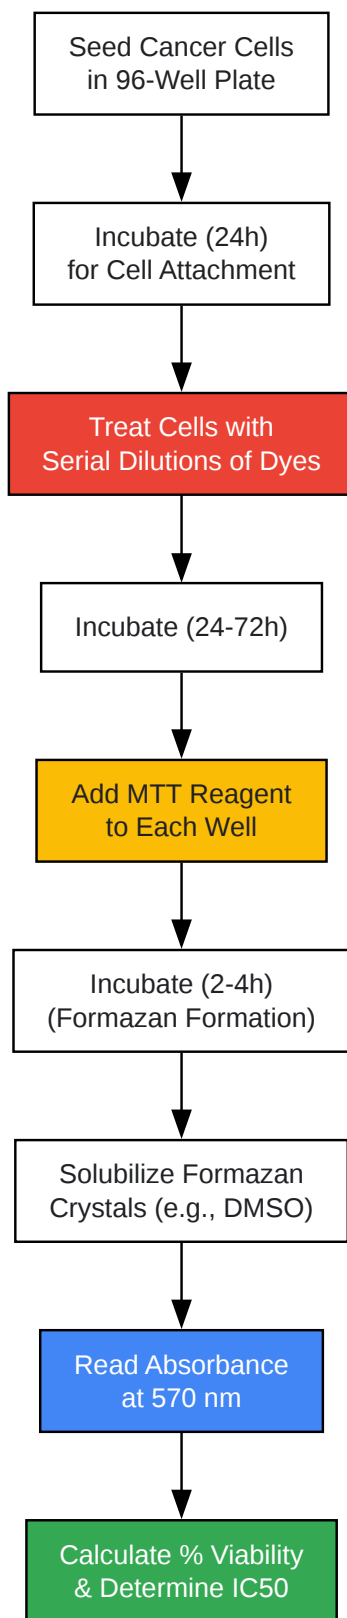 Seed Cancer Cells
in 96-Well Plate
Incubate (24h)
for Cell Attachment
Treat Cells with
Serial Dilutions of Dyes
Incubate (24-72h)
Add MTT Reagent
to Each Well
Incubate (2-4h)
(Formazan Formation)
Solubilize Formazan
Crystals (e.g., DMSO)
Read Absorbance
at 570 nm
Calculate % Viability
& Determine IC50